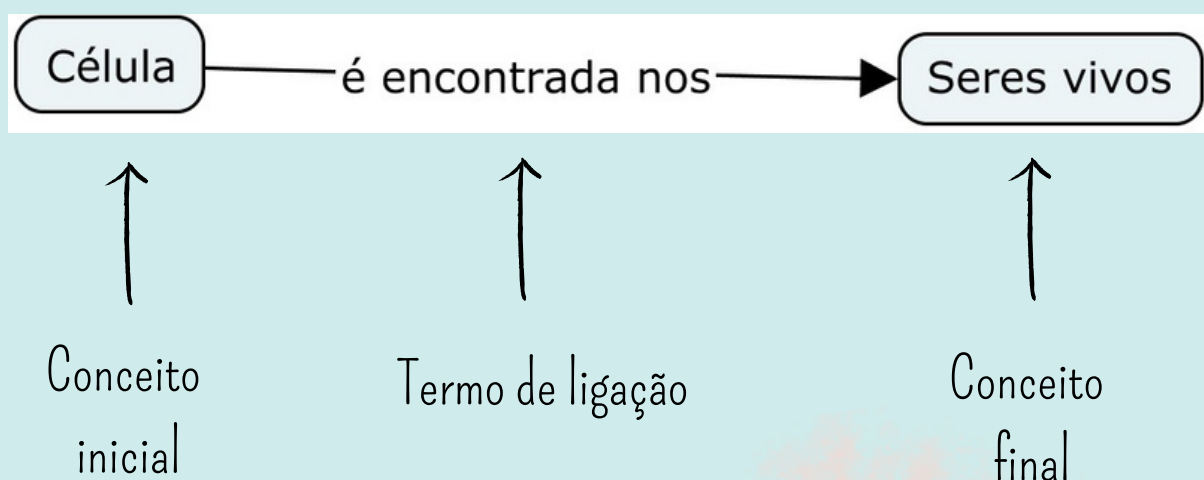 Célula é encontrada nos Seres vivos
Conceito
inicial
Termo de ligação
Conceito
final